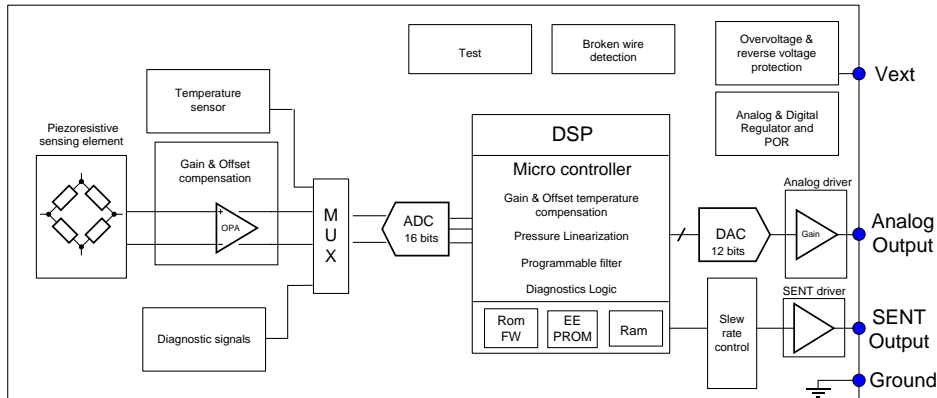 Test
Broken wire
detection
Overvoltage &
reverse voltage
protection
Vext
Temperature
sensor
Analog & Digital
Regulator and
POR
Piezoresistive
sensing element
Gain & Offset
compensation
+
OPA
−
M
U
X
ADC
16 bits
DSP
Micro controller
Gain & Offset temperature
compensation
Pressure Linearization
Programmable filter
Diagnostics Logic
Rom
FW
EE
PROM
Ram
DAC
12 bits
Analog driver
Gain
Analog
Output
Diagnostic signals
Slew
rate
control
SENT driver
SENT
Output
Ground